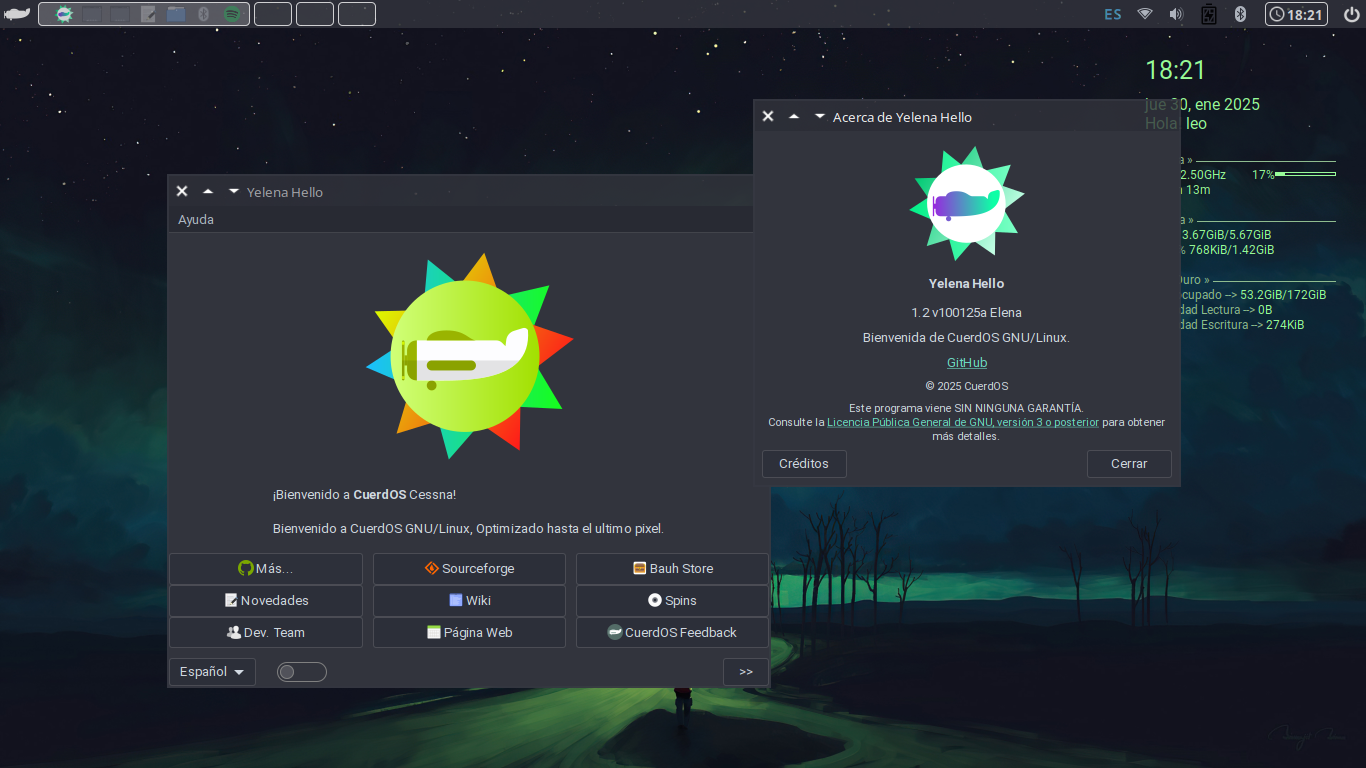 ES
18:21
18:21
jue 30, ene 2025
Hola! leo
a »
2.50GHz 17%
13m
a »
3.67GiB/5.67GiB
% 768KiB/1.42GiB
Duro »
cupado --> 53.2GiB/172GiB
dad Lectura --> 0B
dad Escritura --> 274KiB
Acerca de Yelena Hello
Yelena Hello
1.2 v100125a Elena
Bienvenida de CuerdOS GNU/Linux.
GitHub
© 2025 CuerdOS
Este programa viene SIN NINGUNA GARANTÍA.
Consulte la Licencia Pública General de GNU, versión 3 o posterior para obtener
más detalles.
Créditos
Cerrar
Yelena Hello
Ayuda
¡Bienvenido a CuerdOS Cessna!
Bienvenido a CuerdOS GNU/Linux, Optimizado hasta el ultimo pixel.
Más...
Sourceforge
Bauh Store
Novedades
Wiki
Spins
Dev. Team
Página Web
CuerdOS Feedback
Español
>>